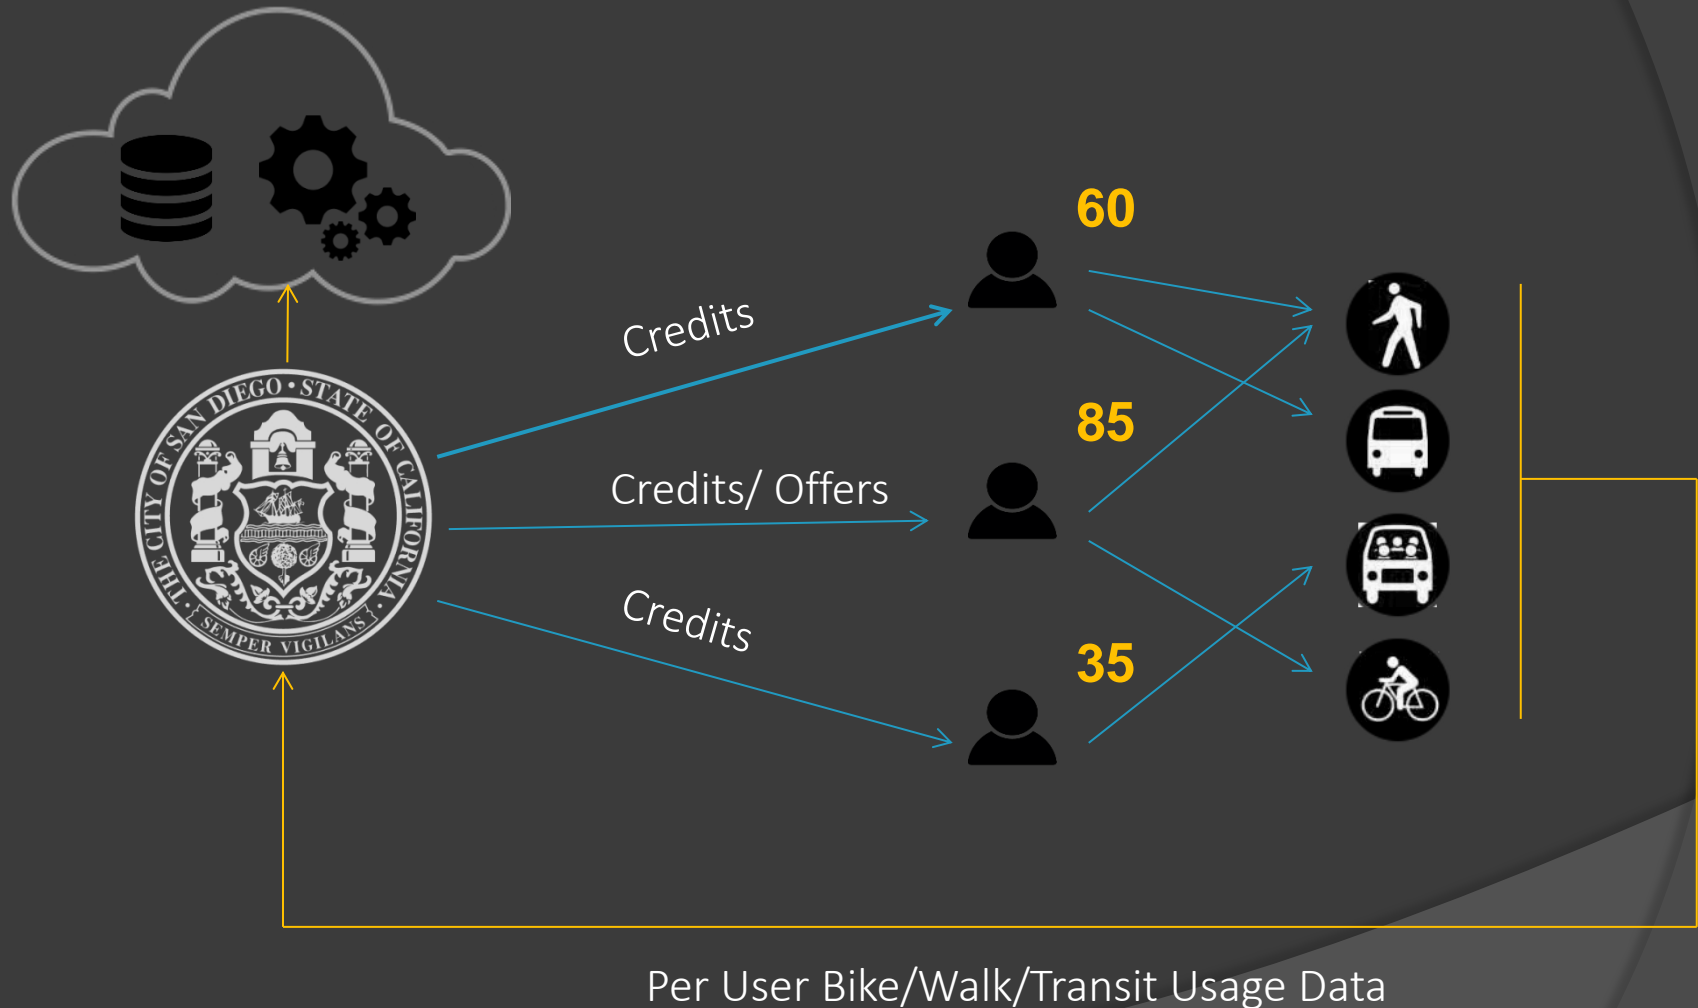 60
Credits
85
THE CITY OF SAN DIEGO • STATE OF CALIFORNIA
Credits/ Offers
SEMPER VIGILANS
Credits
35
Per User Bike/Walk/Transit Usage Data